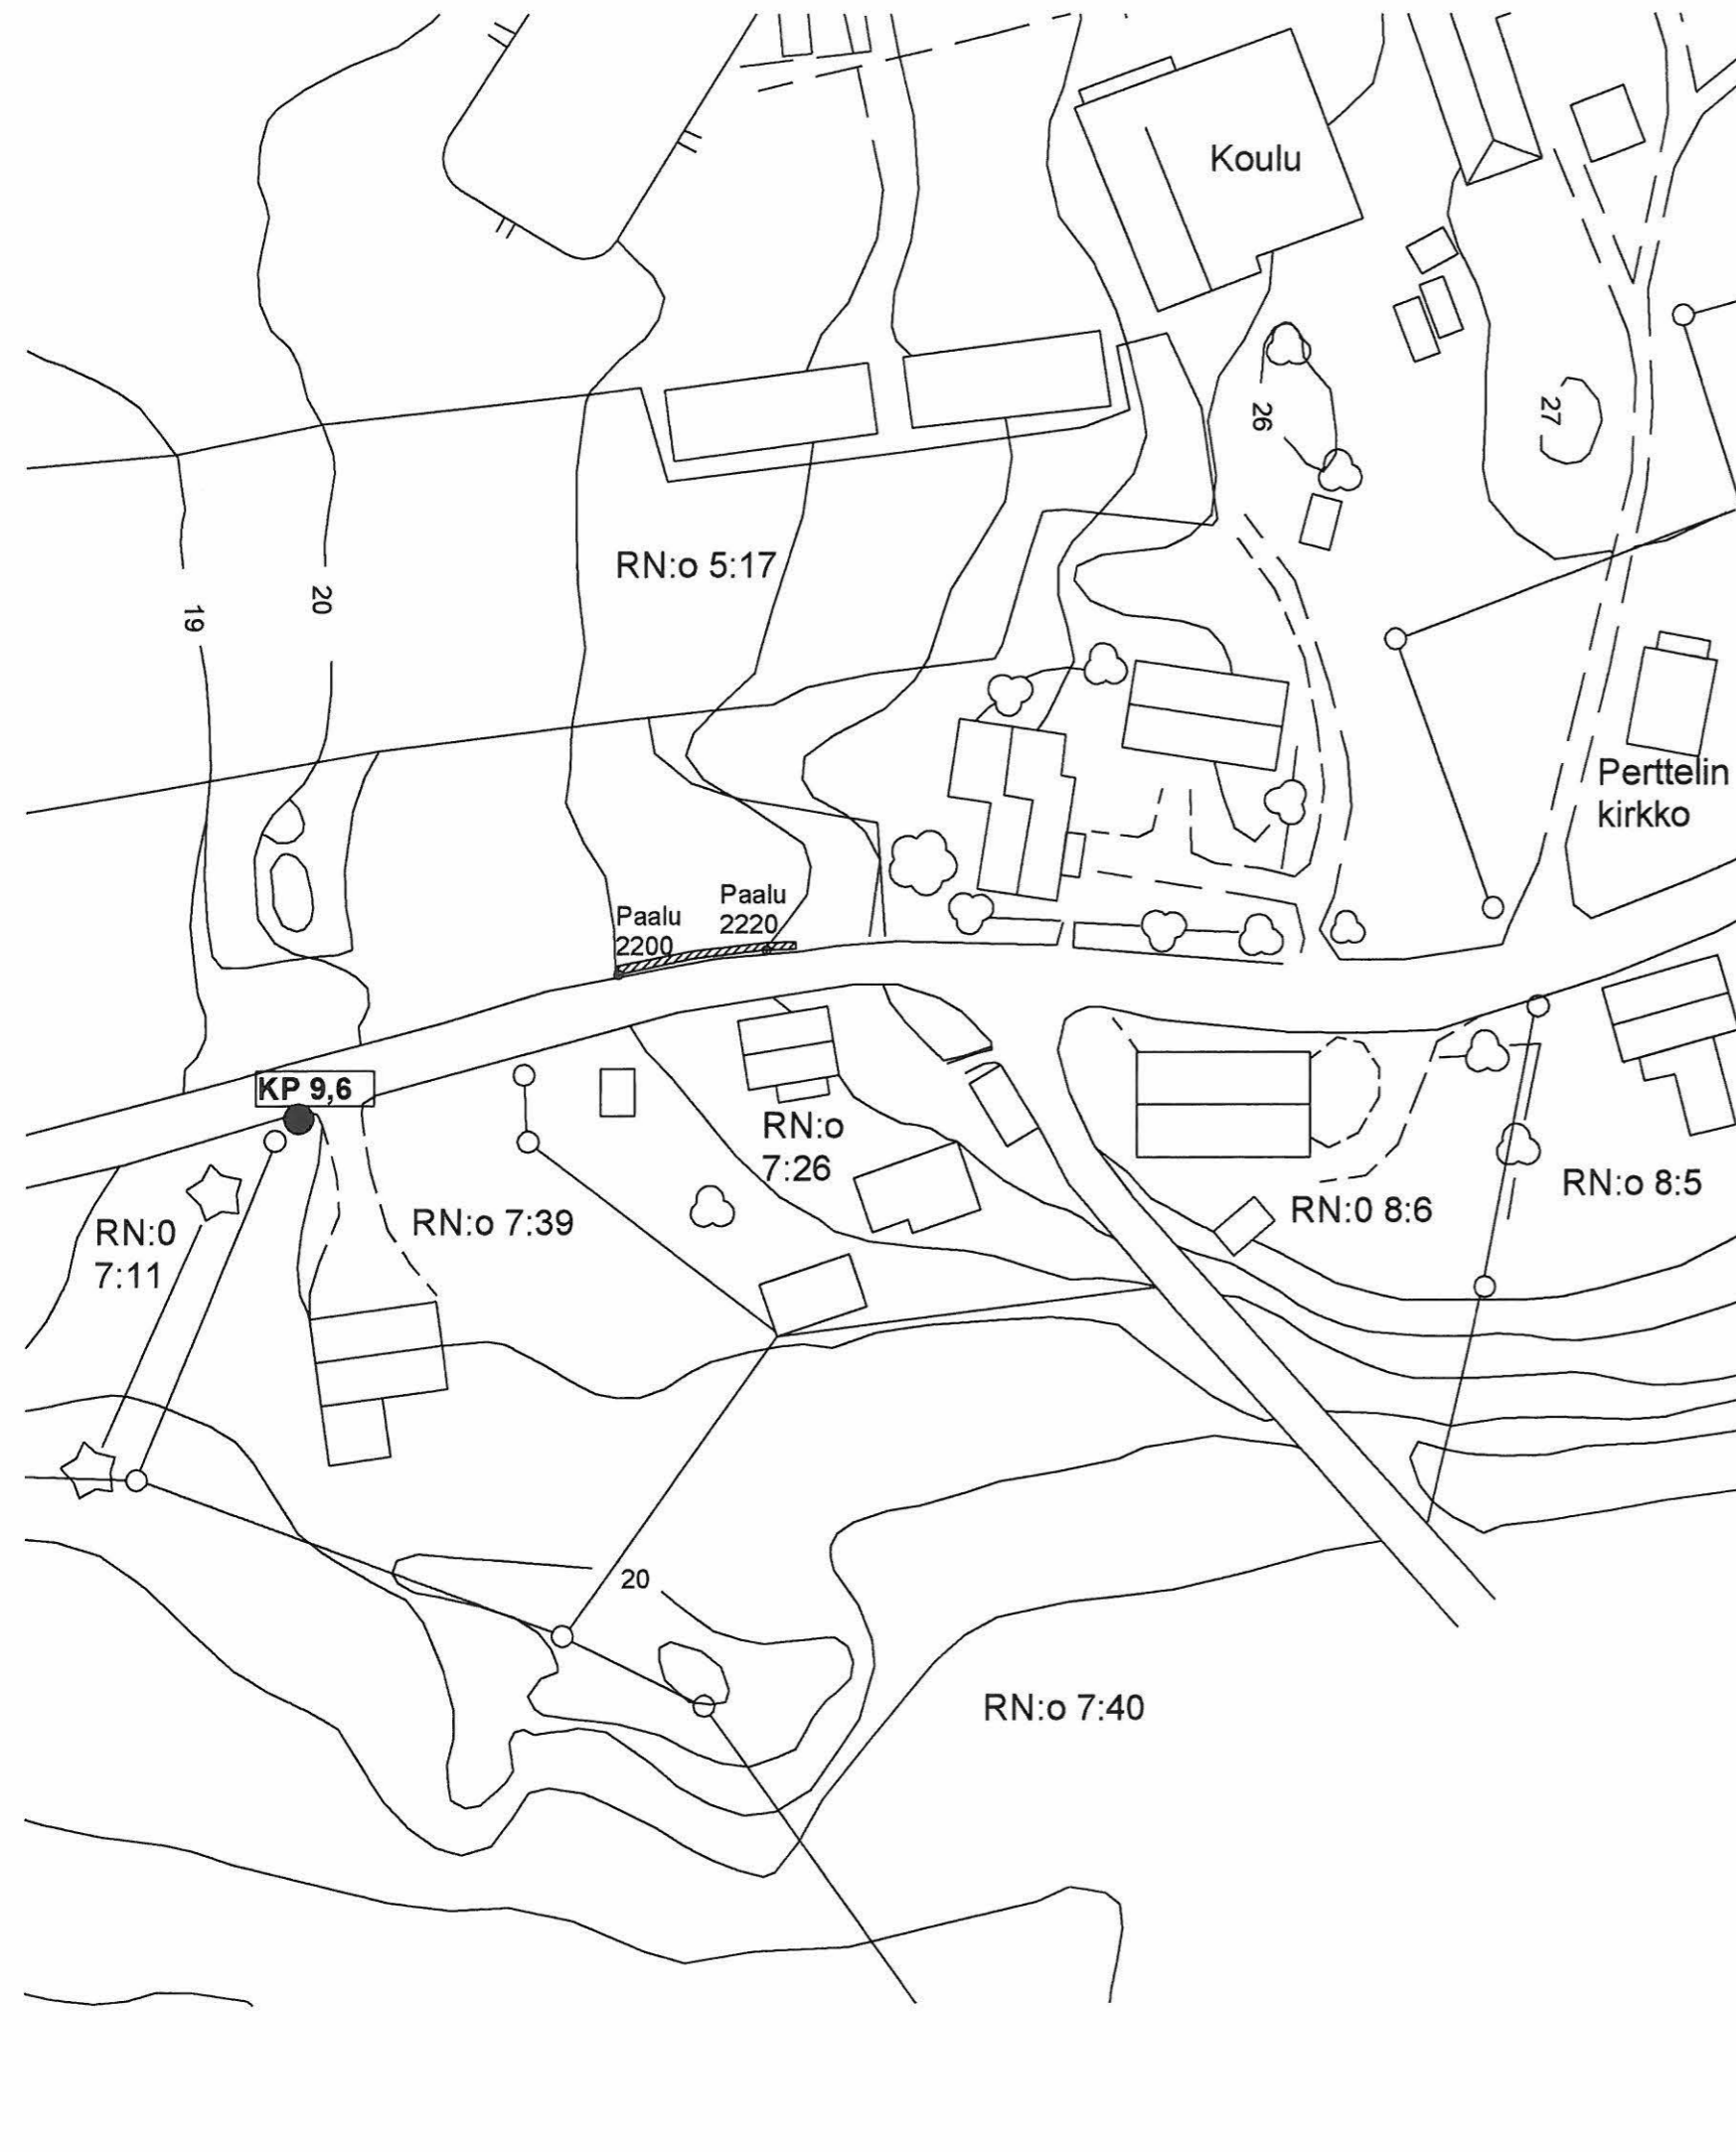 Koulu
26
27
RN:o 5:17
20
19
Perttelin
kirkko
Paalu
2220
Paalu
2200
KP 9,6
RN:o
7:26
RN:o 8:5
RN:0 8:6
RN:o 7:39
RN:0
7:11
20
RN:o 7:40